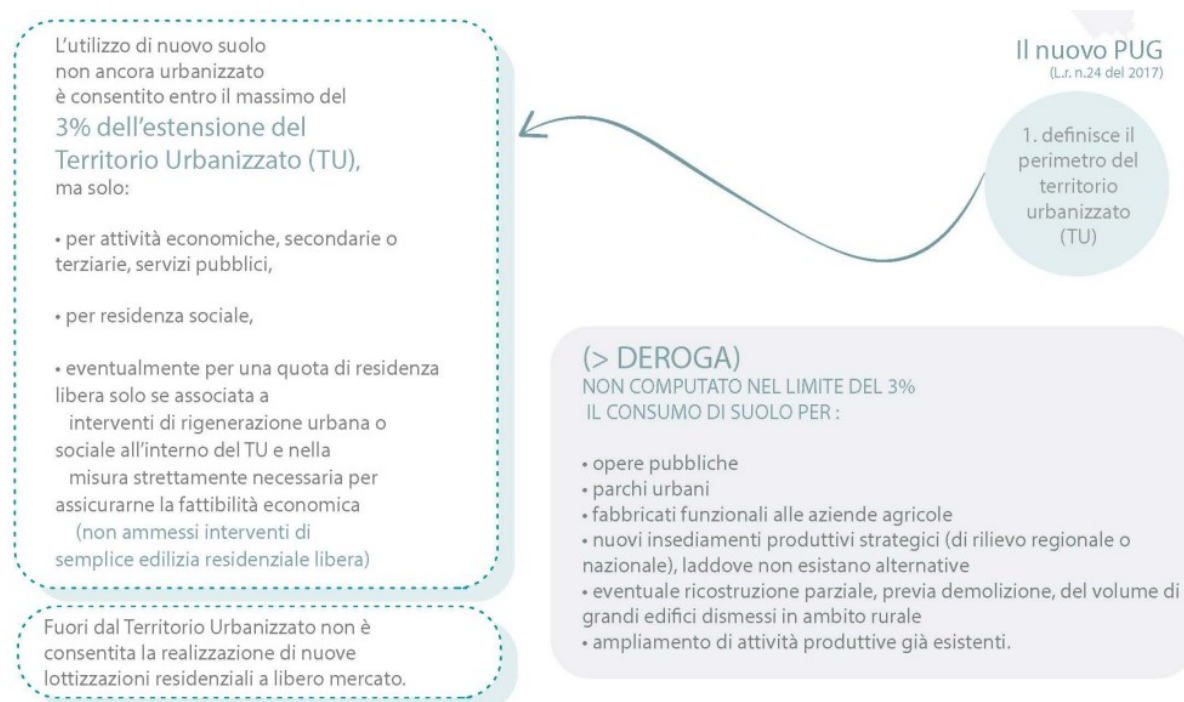 L'utilizzo di nuovo suolo
non ancora urbanizzato
è consentito entro il massimo del
3% dell'estensione del
Territorio Urbanizzato (TU),
ma solo:
• per attività economiche, secondarie o
terziarie, servizi pubblici,
• per residenza sociale,
• eventualmente per una quota di residenza
libera solo se associata a
interventi di rigenerazione urbana o
sociale all'interno del TU e nella
misura strettamente necessaria per
assicurarne la fattibilità economica
(non ammessi interventi di
semplice edilizia residenziale libera)
Fuori dal Territorio Urbanizzato non è
consentita la realizzazione di nuove
lottizzazioni residenziali a libero mercato.
Il nuovo PUG
(L.r. n.24 del 2017)
1. definisce il
perimetro del
territorio
urbanizzato
(TU)
(> DEROGA)
NON COMPUTATO NEL LIMITE DEL 3%
IL CONSUMO DI SUOLO PER :
• opere pubbliche
• parchi urbani
• fabbricati funzionali alle aziende agricole
• nuovi insediamenti produttivi strategici (di rilievo regionale o
nazionale), laddove non esistano alternative
• eventuale ricostruzione parziale, previa demolizione, del volume di
grandi edifici dismessi in ambito rurale
• ampliamento di attività produttive già esistenti.